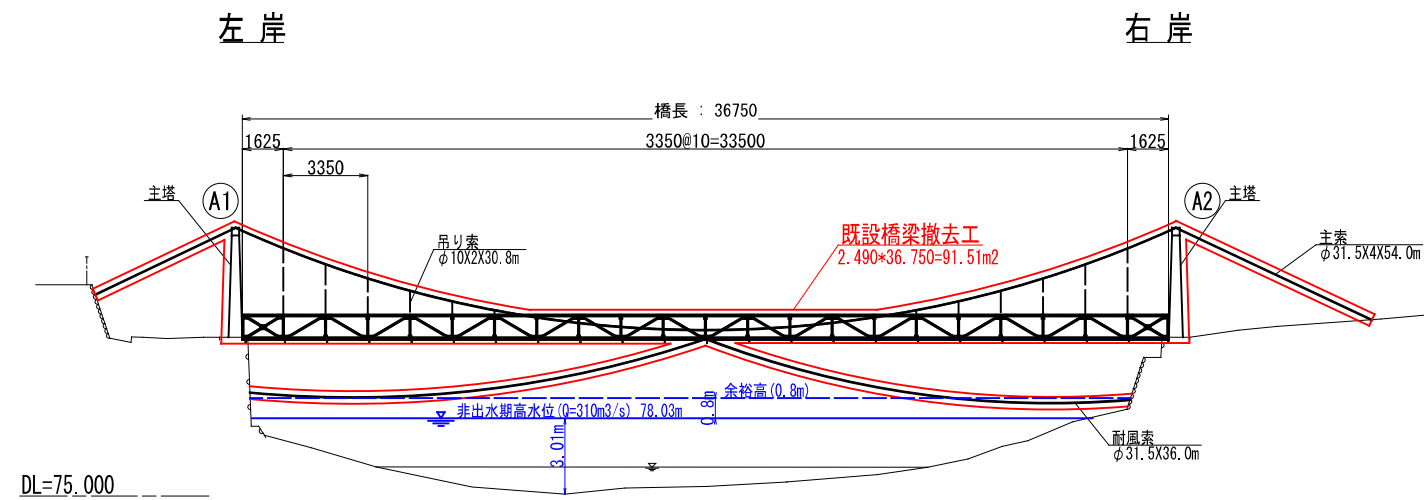 左 岸
右 岸
橋長 : 36750
1625
3350@10=33500
1625
3350
主塔
A1
A2
主塔
吊り索
φ10X2X30.8m
既設橋梁撤去工
2.490*36.750=91.51m2
主索
φ31.5X4X54.0m
余裕高(0.8m)
0.8m
非出水期高水位(Q=310m3/s) 78.03m
3.01m
耐風索
φ31.5X36.0m
DL=75.000